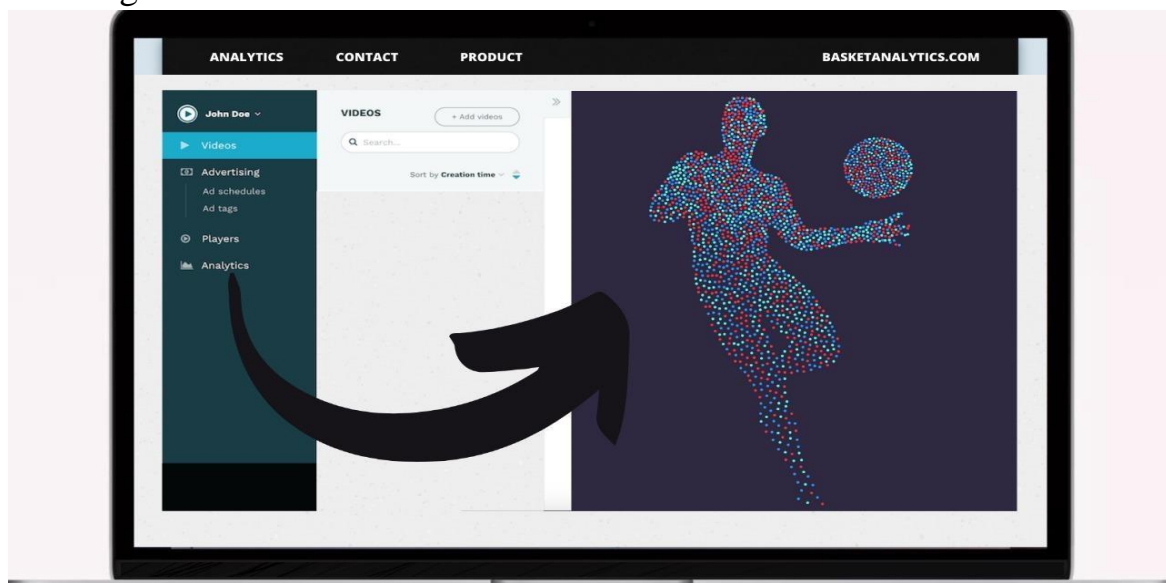 ANALYTICS CONTACT PRODUCT BASKETANALYTICS.COM
John Doe
Videos
Advertising
Ad schedules
Ad tags
Players
Analytics
VIDEOS
+ Add videos
Search...
Sort by Creation time